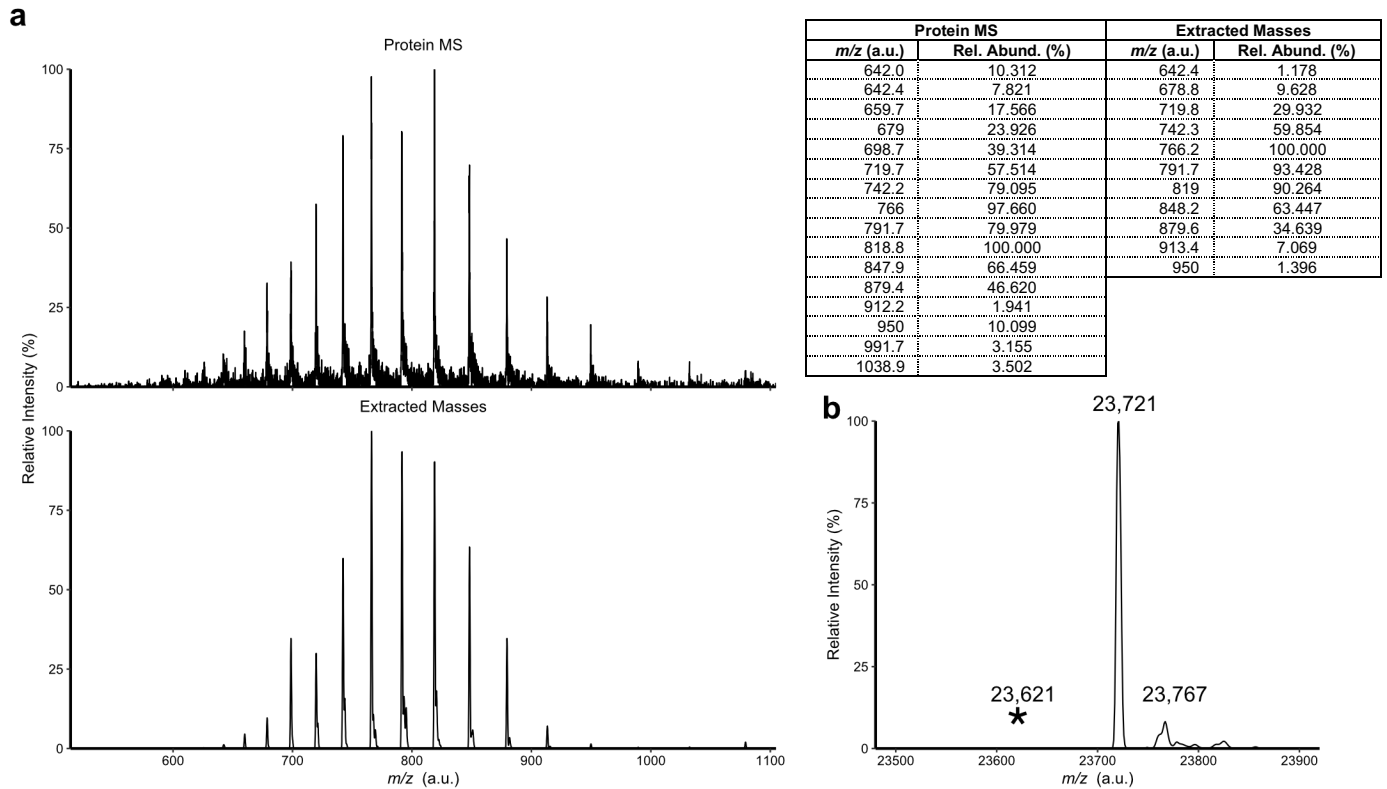 a
Protein MS
100
75
50
25
0
Extracted Masses
100
75
50
25
0
Relative Intensity (%)
600 700 800 900 1000 1100
m/z (a.u.)
Protein MS Extracted Masses
m/z (a.u.) Rel. Abund. (%) m/z (a.u.) Rel. Abund. (%)
642.0 10.312 642.4 1.178
642.4 7.821 678.8 9.628
659.7 17.566 719.8 29.932
679 23.926 742.3 59.854
698.7 39.314 766.2 100.000
719.7 57.514 791.7 93.428
742.2 79.095 819 90.264
766 97.660 848.2 63.447
791.7 79.979 879.6 34.639
818.8 100.000 913.4 7.069
847.9 66.459 950 1.396
879.4 46.620
912.2 1.941
950 10.099
991.7 3.155
1038.9 3.502
b
23,721
100
75
50
25
0
Relative Intensity (%)
23,621 23,767
*
23500 23600 23700 23800 23900
m/z (a.u.)